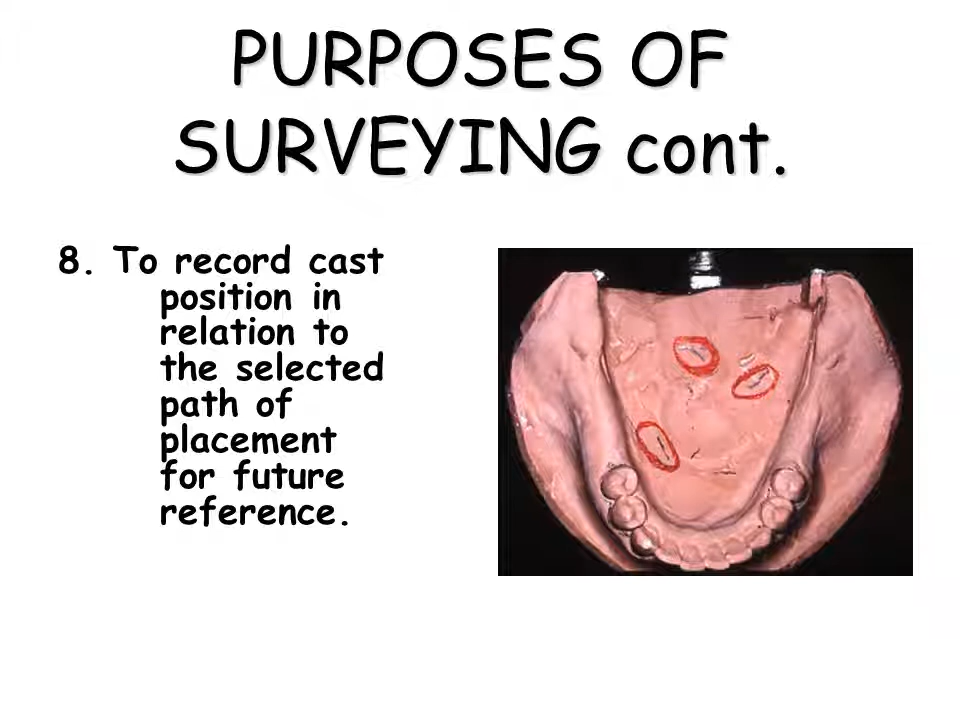 PURPOSES OF
SURVEYING cont.
8. To record cast
position in
relation to
the selected
path of
placement
for future
reference.